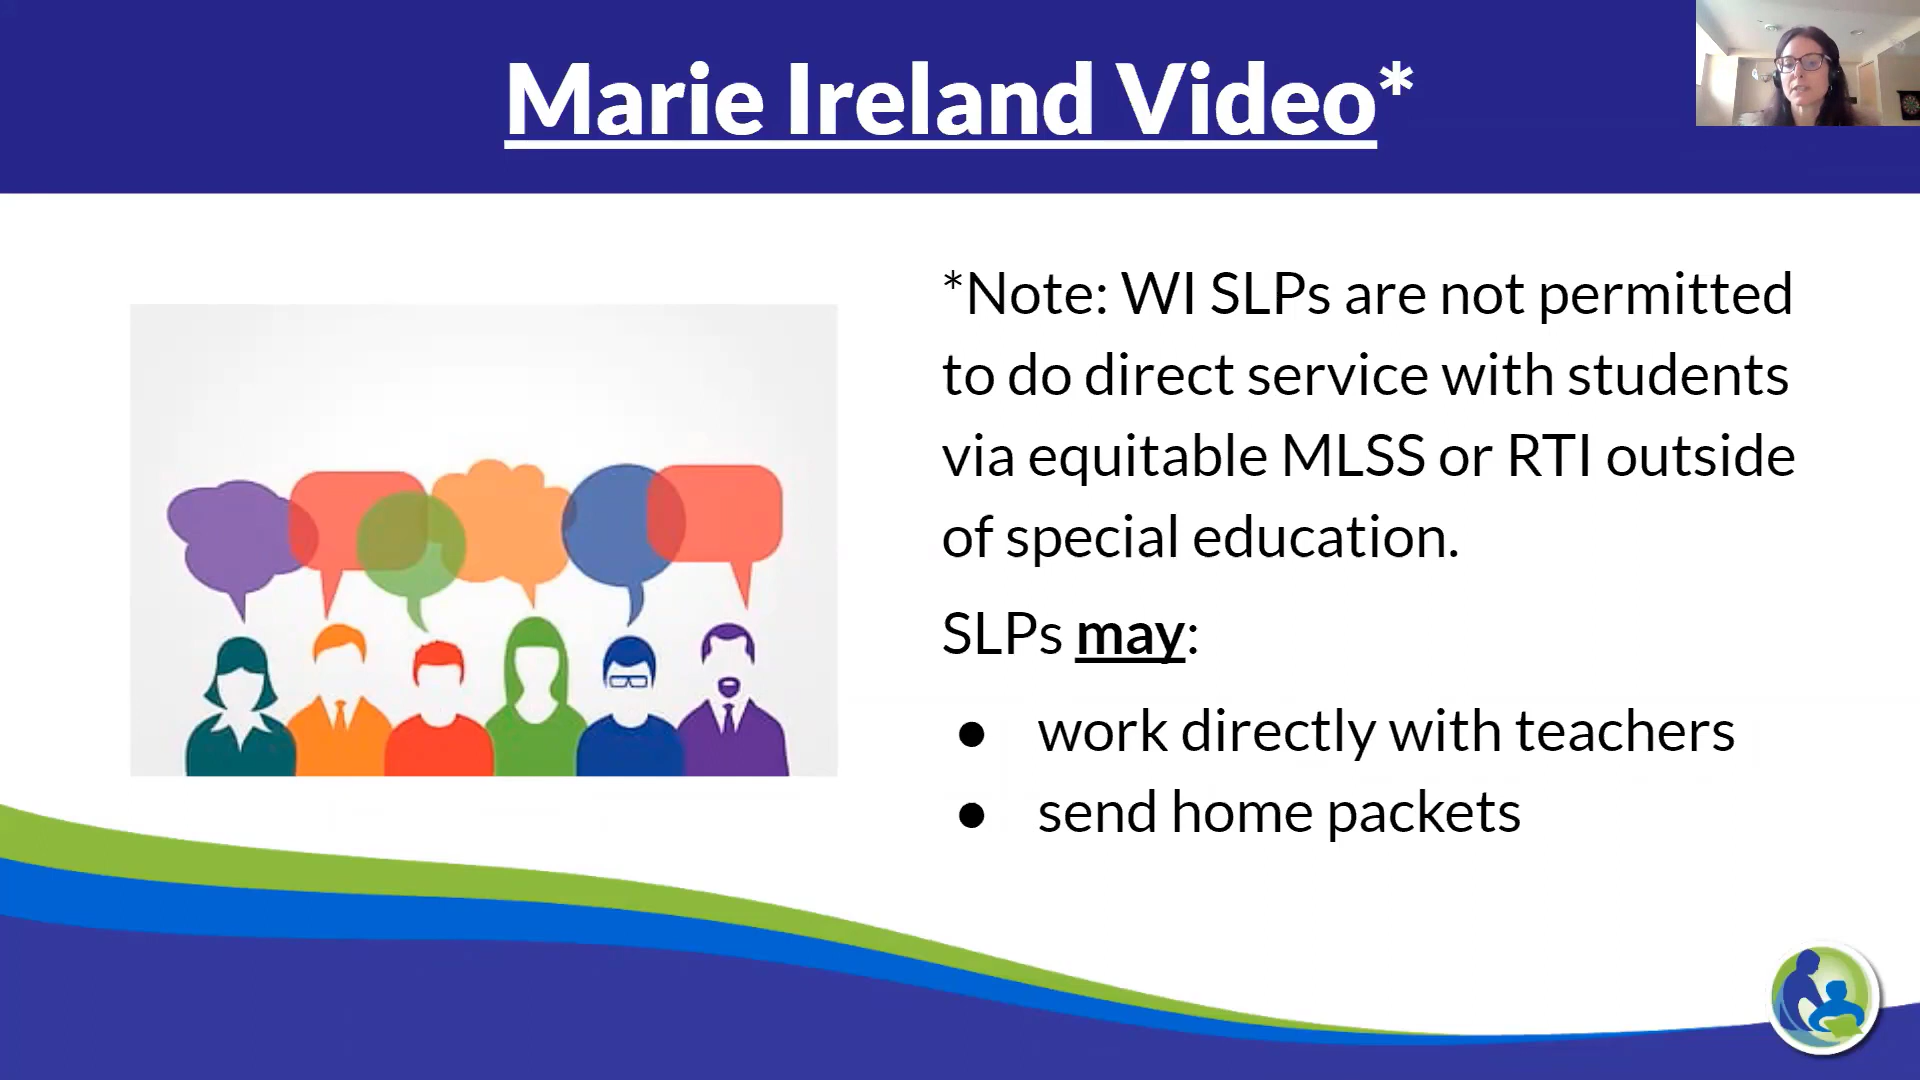 Marie Ireland Video*
*Note: WI SLPs are not permitted
to do direct service with students
via equitable MLSS or RTI outside
of special education.
SLPs may:
● work directly with teachers
● send home packets